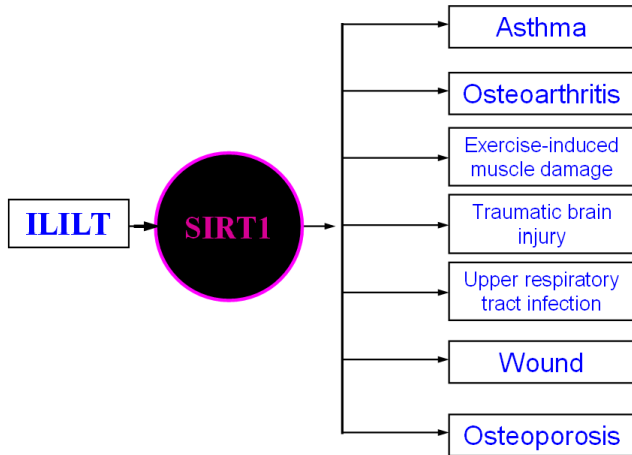 ILILT
SIRT1
Asthma
Osteoarthritis
Exercise-induced
muscle damage
Traumatic brain
injury
Upper respiratory
tract infection
Wound
Osteoporosis